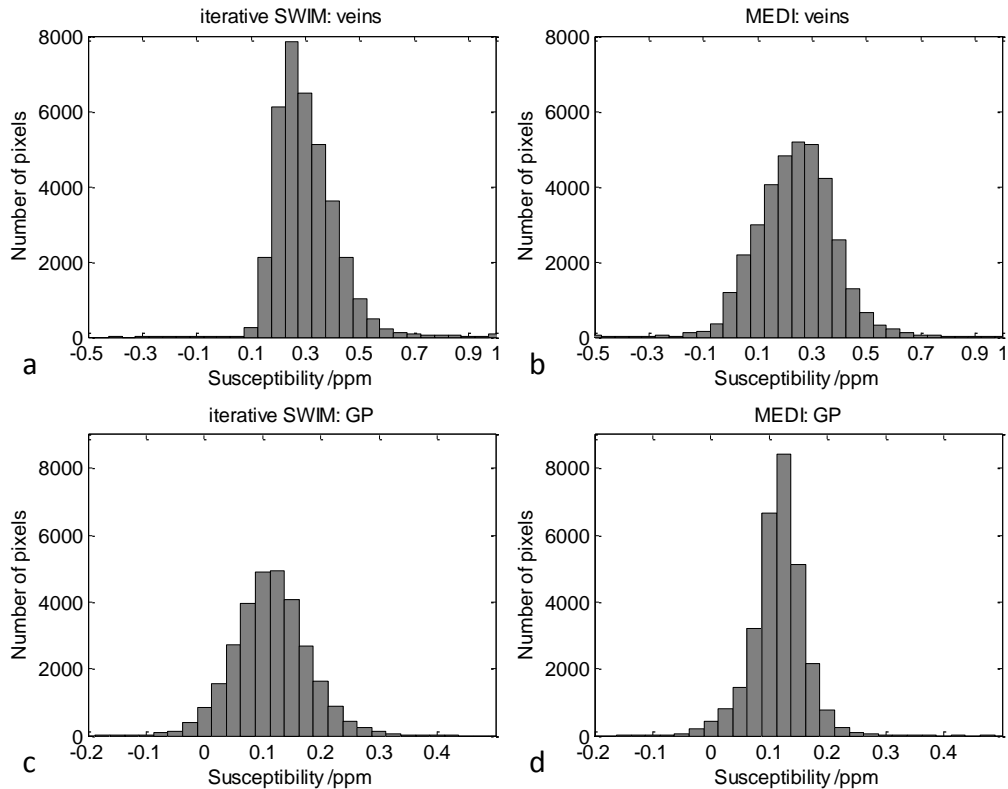 iterative SWIM: veins
8000
6000
4000
2000
0
Number of pixels
-0.5 -0.3 -0.1 0.1 0.3 0.5 0.7 0.9 1
Susceptibility /ppm
a
MEDI: veins
8000
6000
4000
2000
0
Number of pixels
-0.5 -0.3 -0.1 0.1 0.3 0.5 0.7 0.9 1
Susceptibility /ppm
b
iterative SWIM: GP
8000
6000
4000
2000
0
Number of pixels
-0.2 -0.1 0 0.1 0.2 0.3 0.4
Susceptibility /ppm
c
MEDI: GP
8000
6000
4000
2000
0
Number of pixels
-0.2 -0.1 0 0.1 0.2 0.3 0.4
Susceptibility /ppm
d